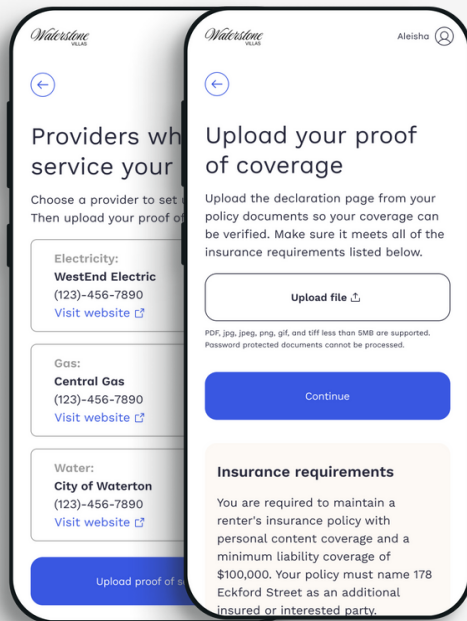 Waterstone
VILLAS
Providers wh
service your
Choose a provider to set
Then upload your proof of
Electricity:
WestEnd Electric
(123)-456-7890
Visit website
Gas:
Central Gas
(123)-456-7890
Visit website
Water:
City of Waterton
(123)-456-7890
Visit website
Upload proof of se
Waterstone
VILLAS
Aleisha
Upload your proof
of coverage
Upload the declaration page from your
policy documents so your coverage can
be verified. Make sure it meets all of the
insurance requirements listed below.
Upload file
PDF, jpg, jpeg, png, gif, and tiff less than 5MB are supported.
Password protected documents cannot be processed.
Continue
Insurance requirements
You are required to maintain a
renter's insurance policy with
personal content coverage and a
minimum liability coverage of
$100,000. Your policy must name 178
Eckford Street as an additional
insured or interested party.